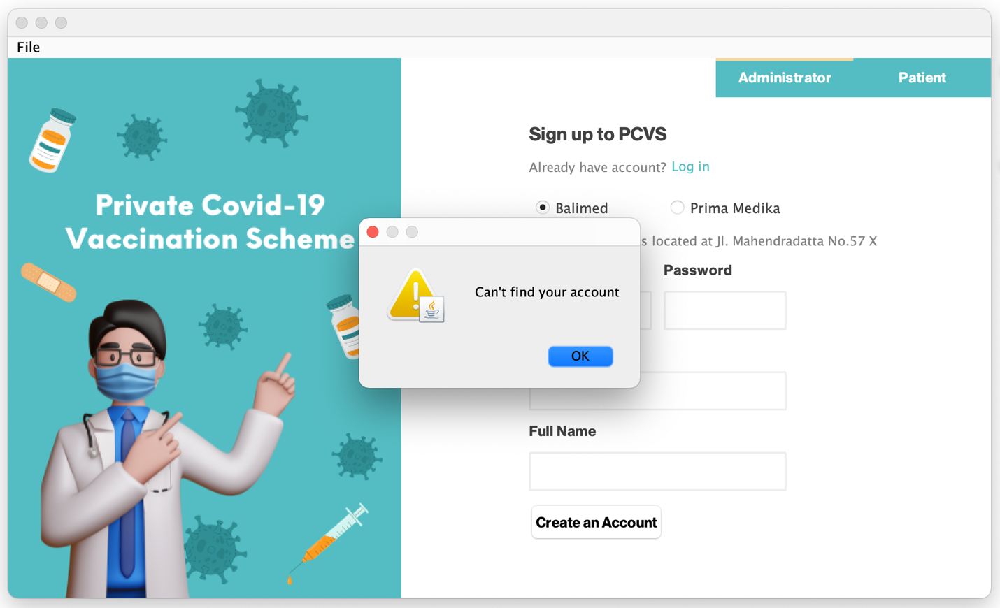 File
Administrator
Patient
Private Covid-19
Vaccination Scheme
Sign up to PCVS
Already have account? Log in
Balimed
Prima Medika
located at Jl. Mahendradatta No.57 X
Password
Can't find your account
OK
Full Name
Create an Account